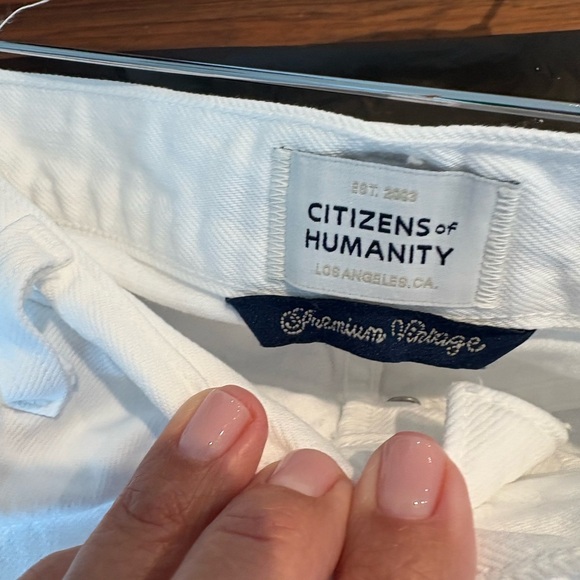 EST. 2003
CITIZENS of
HUMANITY
LOS ANGELES, CA.
Premium Vintage